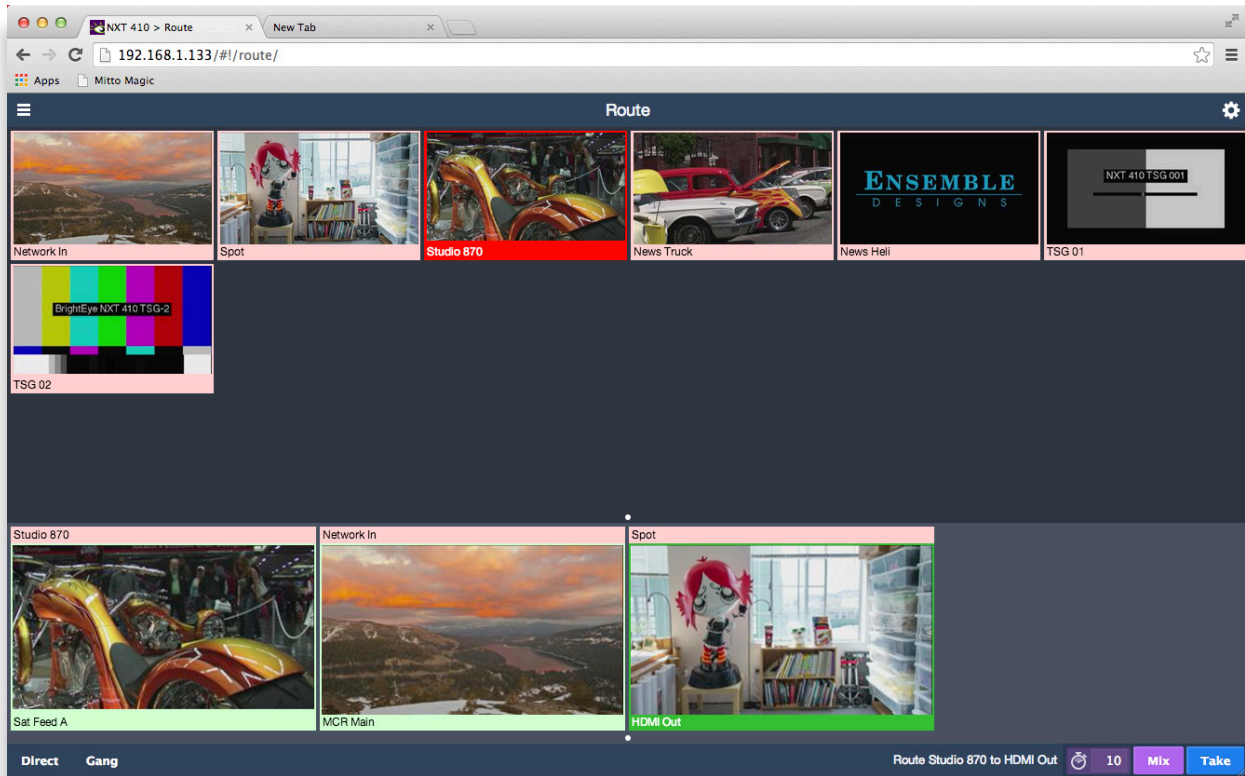 NXT 410 > Route
New Tab
192.168.1.133/#!/route/
Apps
Mitto Magic
Route
ENSEMBLE
DESIGNS
NXT 410 TSG 001
Network In
Spot
Studio 870
News Truck
News Heli
TSG 01
BrightEye NXT 410 TSG-2
TSG 02
Studio 870
Network In
Spot
Sat Feed A
MCR Main
HDMI Out
Direct
Gang
Route Studio 870 to HDMI Out
10
Mix
Take